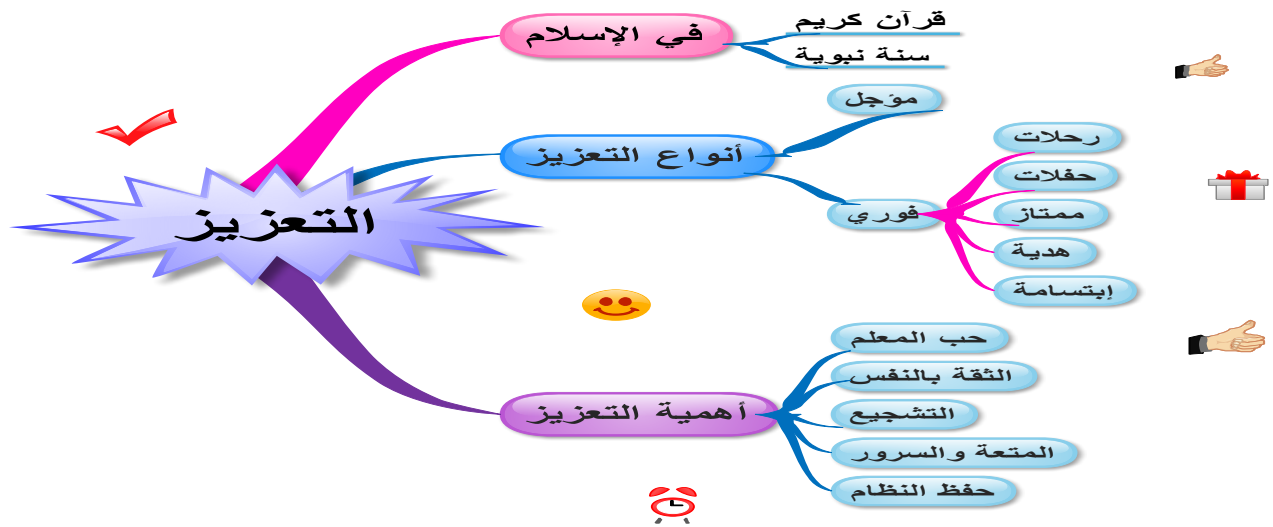 التعزيز
في الإسلام
قرآن كريم
سنة نبوية
أنواع التعزيز
مؤجل
فوري
رحلات
حفلات
ممتاز
هدية
إبتسامة
أهمية التعزيز
حب المعلم
الثقة بالنفس
التشجيع
المتعة والسرور
حفظ النظام